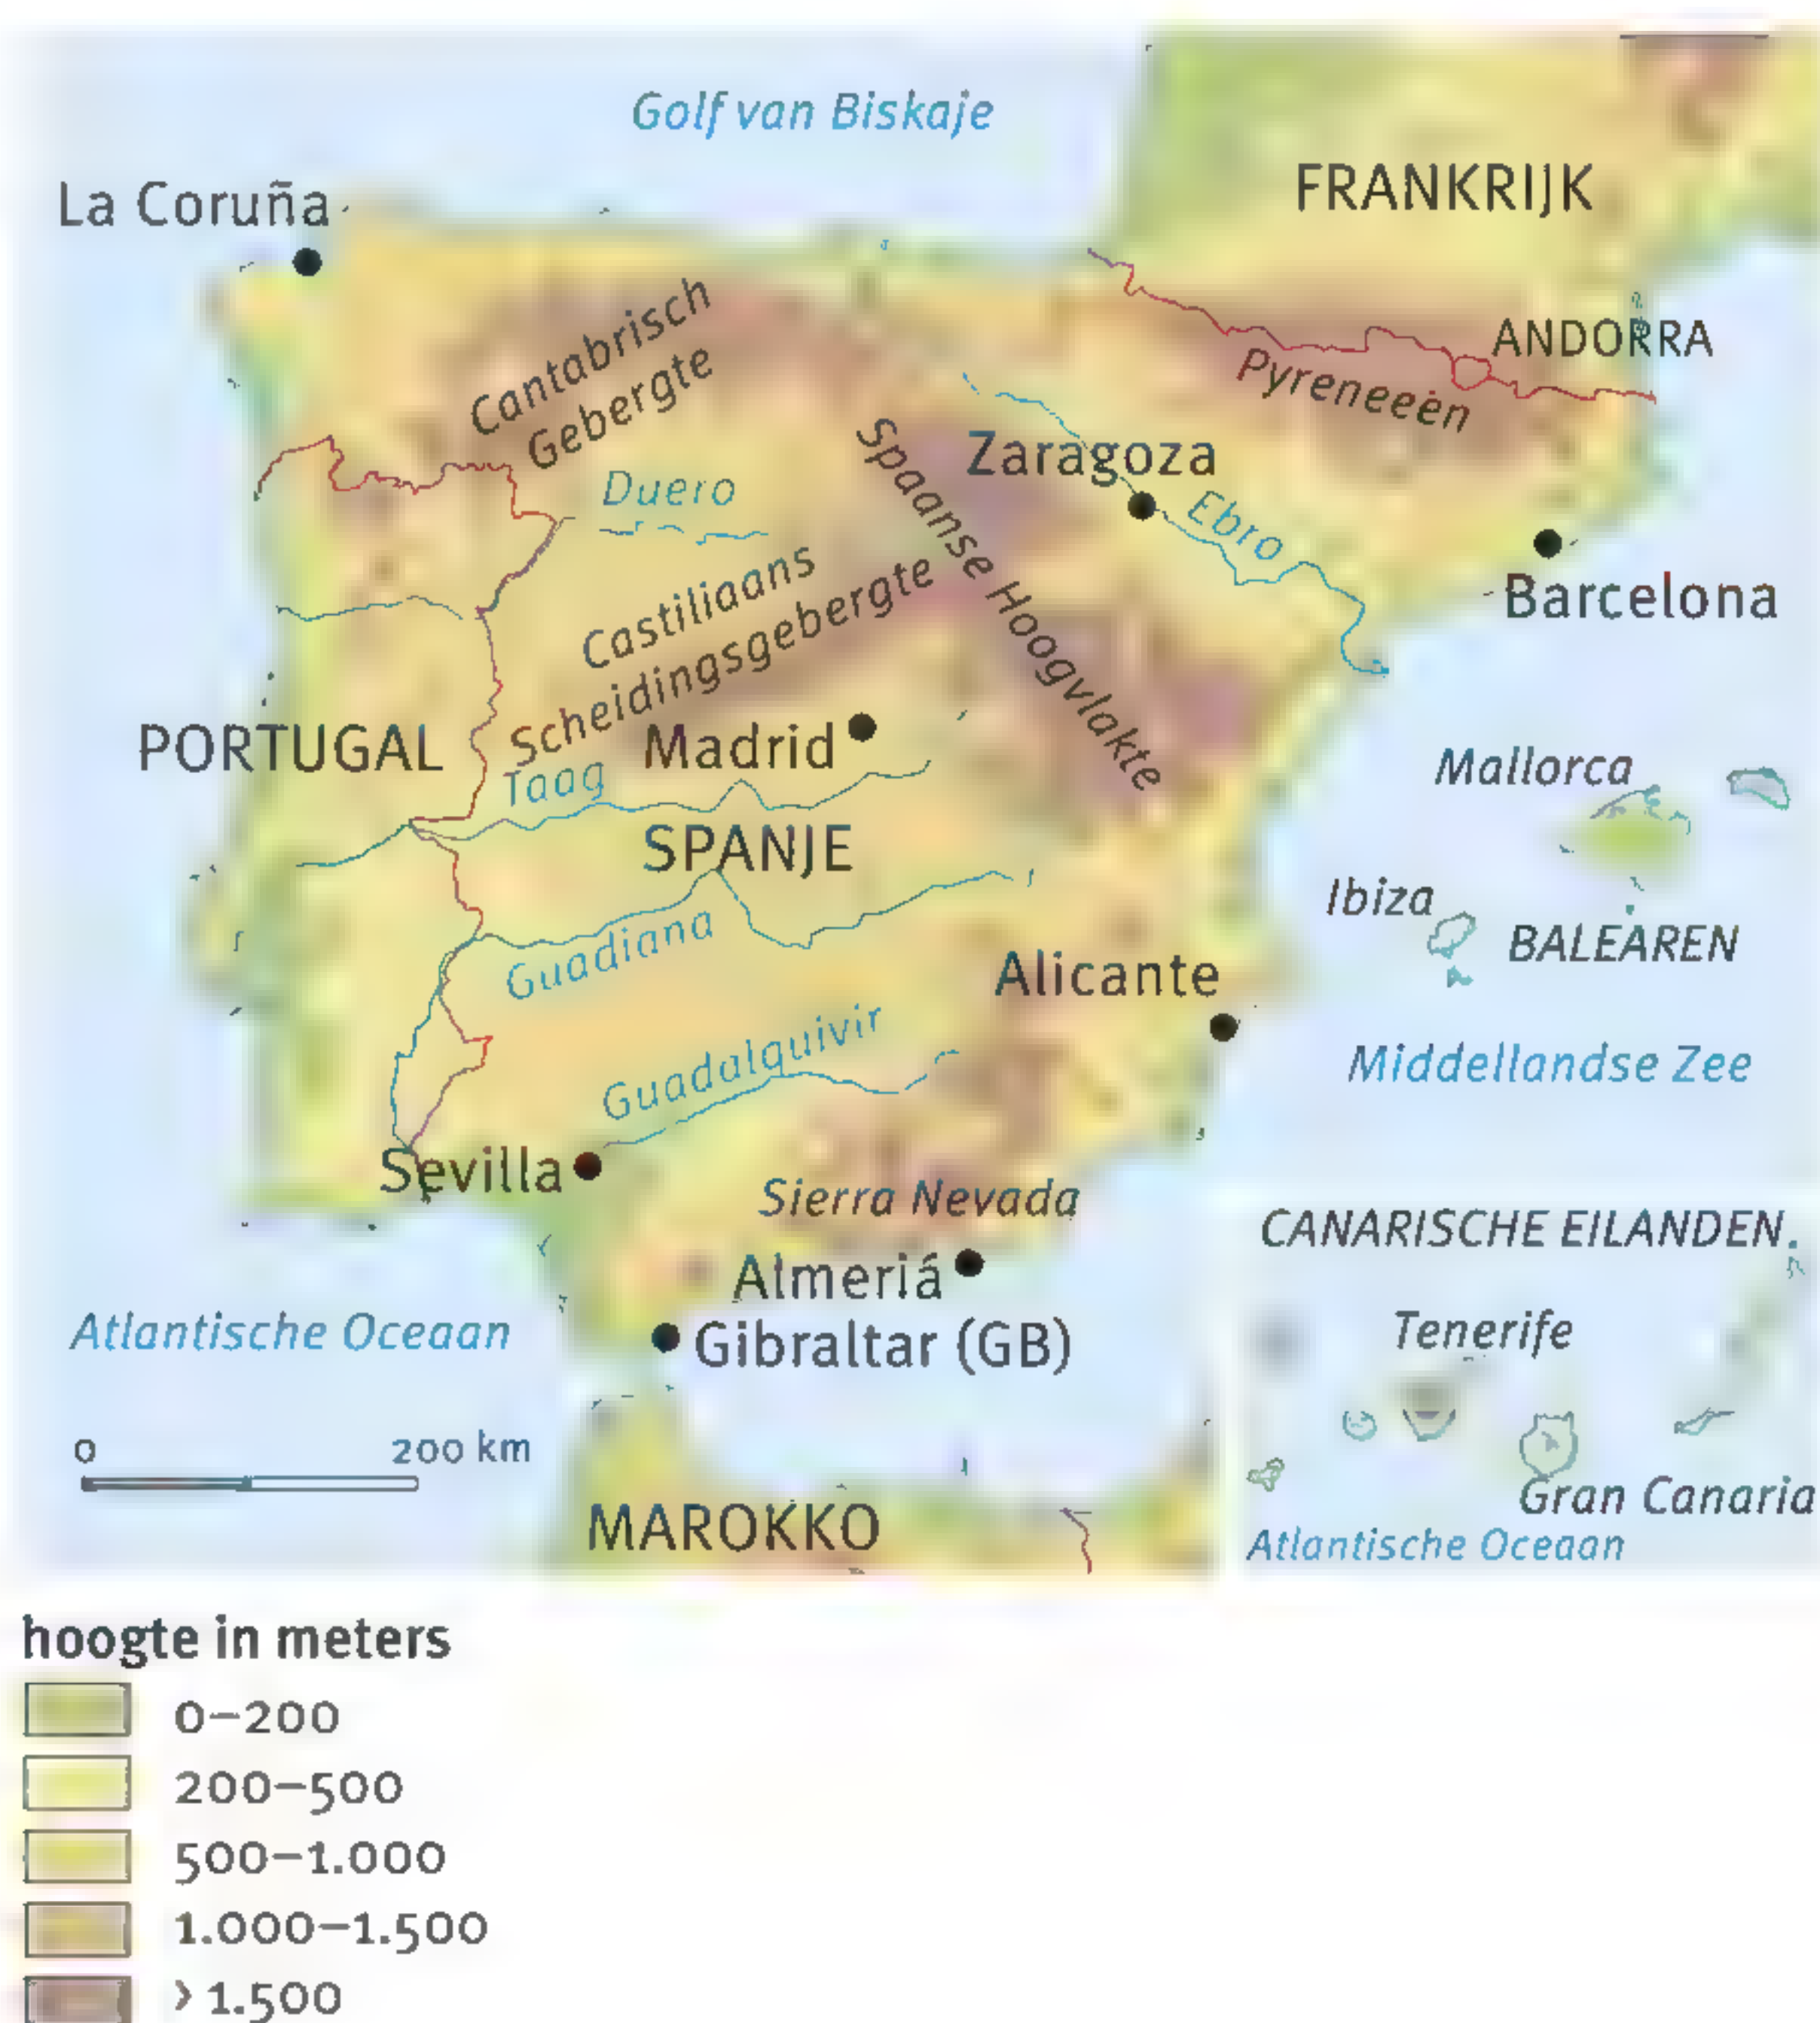 Golf van Biskaje
FRANKRIJK
La Coruña
ANDORRA
Cantabrisch
Gebergte
Pyreneeën
Zaragoza
Duero
Ebro
Spaanse Hoogvlakte
Castiliaans
Scheidingsgebergte
Barcelona
PORTUGAL
Madrid
Taag
Mallorca
SPANJE
Ibiza
BALEAREN
Guadiana
Alicante
Guadalquivir
Middellandse Zee
Sevilla
Sierra Nevada
CANARISCHE EILANDEN
Almeriá
Atlantische Oceaan
Gibraltar (GB)
Tenerife
0 200 km
Gran Canaria
MAROKKO
Atlantische Oceaan
hoogte in meters
0–200
200–500
500–1.000
1.000–1.500
> 1.500